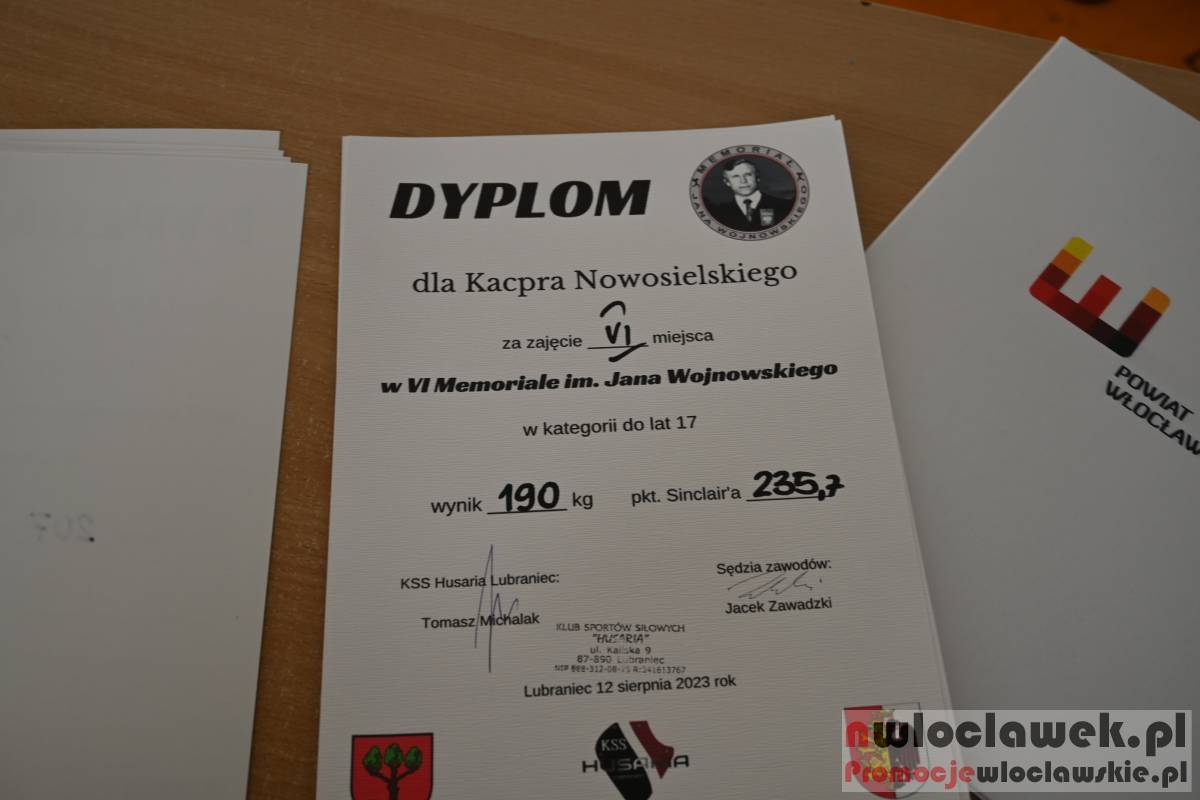 DYPLOM
MEMORIAŁ
JANA WOJNOWSKIEGO
dla Kacpra Nowosielskiego
za zajęcie VI miejsca
w VI Memoriale im. Jana Wojnowskiego
w kategorii do lat 17
wynik 190 kg pkt. Sinclair'a 235,7
KSS Husaria Lubraniec:
Tomasz Michalak
Sędzia zawodów:
Jacek Zawadzki
KLUB SPORTÓW SIŁOWYCH
"HUSARIA"
ul. Kaliska 9
87-890 Lubraniec
Lubraniec 12 sierpnia 2023 rok
KSS
HUSARIA
POWIAT
WŁOCŁAW
207
nwloclawek.pl
Promocjewloclawskie.pl